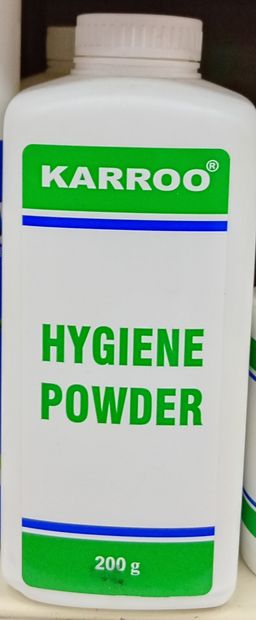 KARROO®
HYGIENE
POWDER
200 g